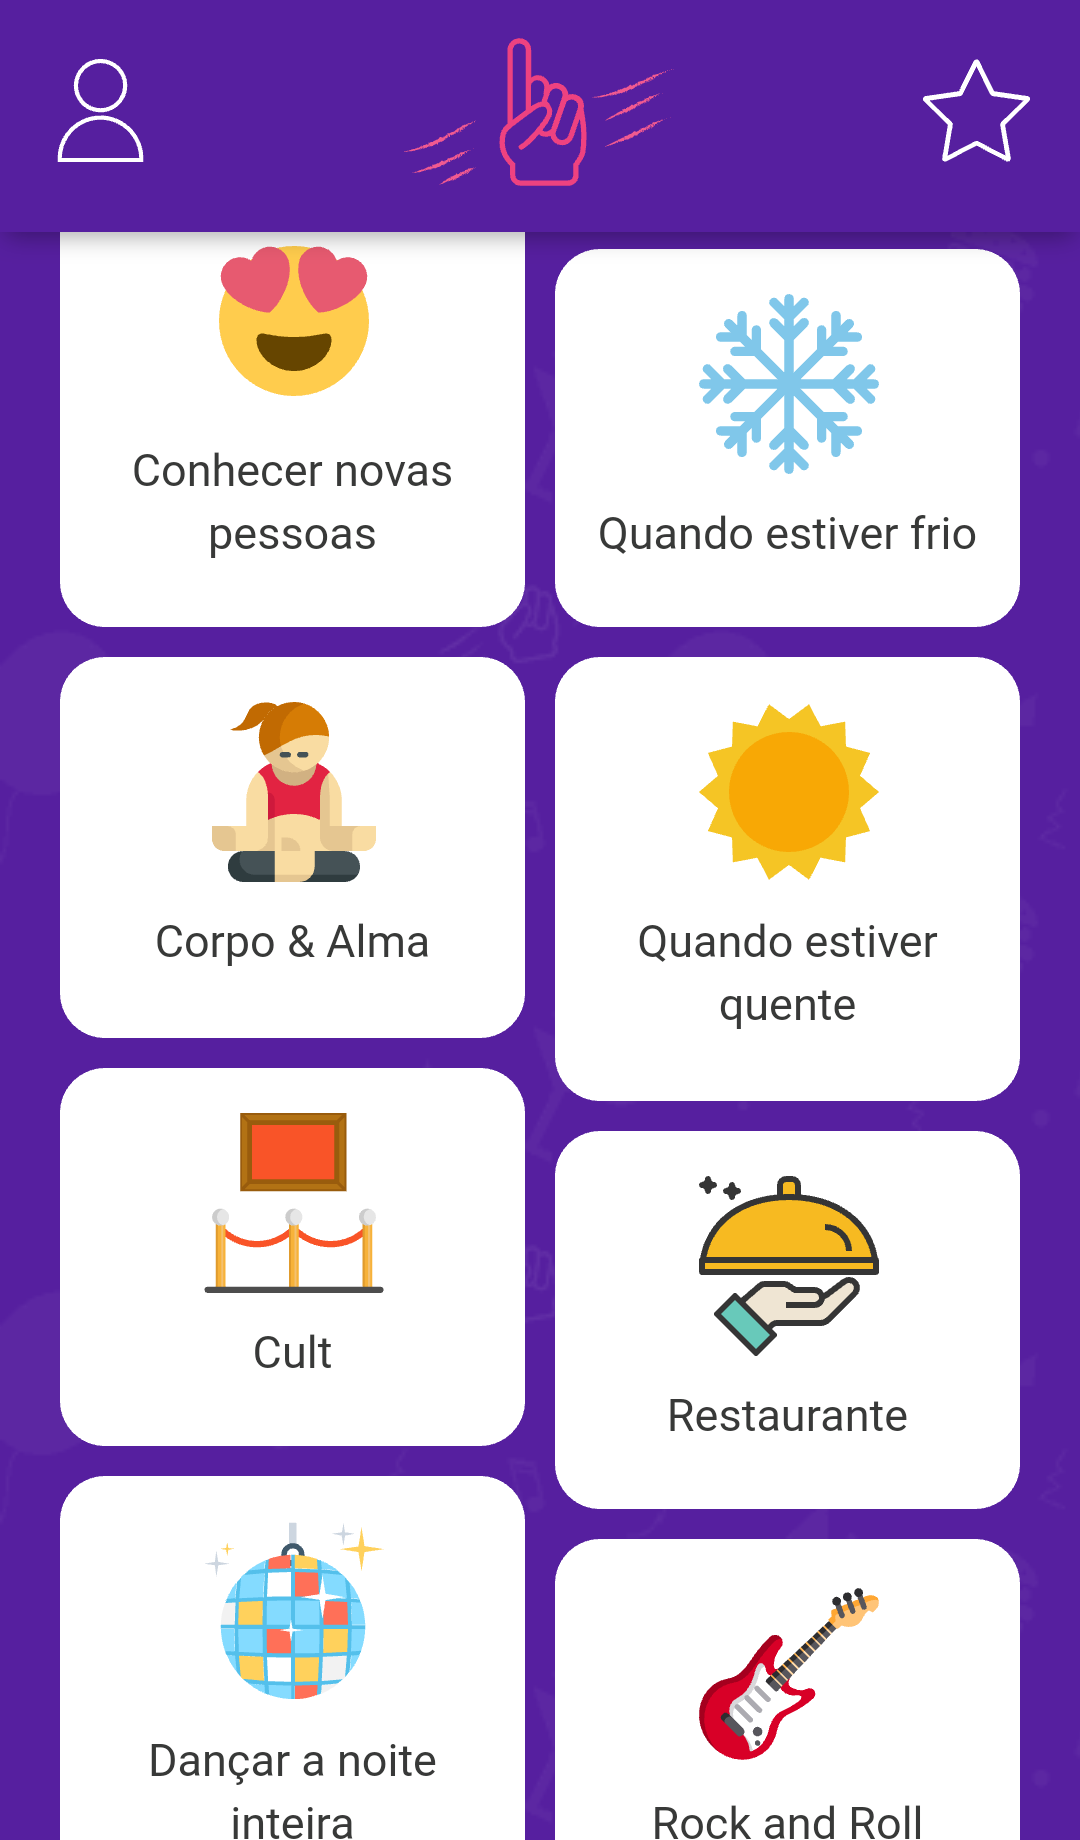 Conhecer novas
pessoas
Quando estiver frio
Corpo & Alma
Quando estiver
quente
Cult
Restaurante
Dançar a noite
inteira
Rock and Roll